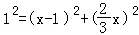 1²=(x-1)²+(2/3 x)²